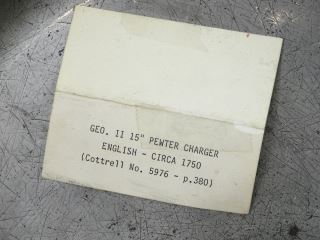 GEO. II 15" PEWTER CHARGER
ENGLISH - CIRCA 1750
(Cottrell No. 5976 - p.380)